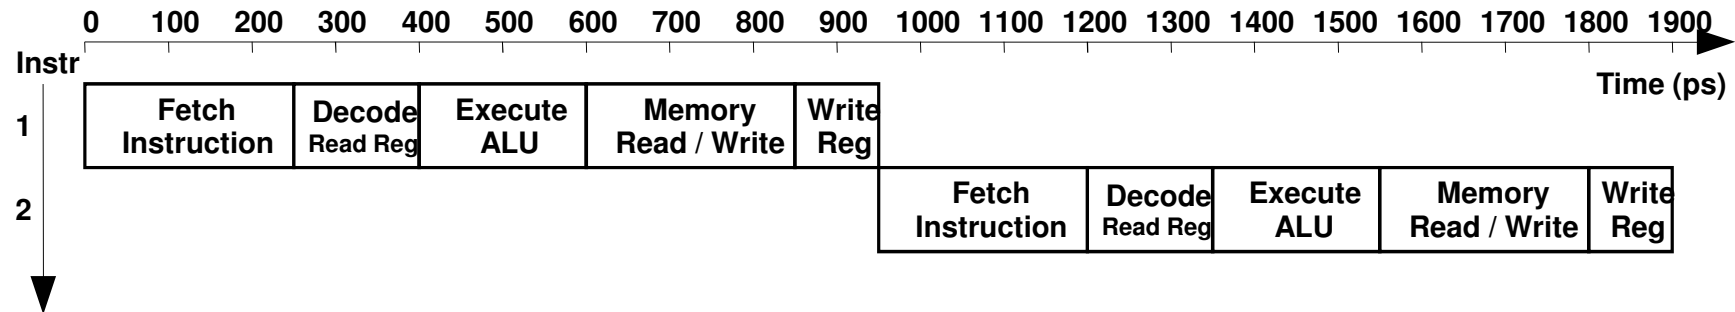 0 100 200 300 400 500 600 700 800 900 1000 1100 1200 1300 1400 1500 1600 1700 1800 1900
Instr
Time (ps)
1
Fetch
Instruction
Decode
Read Reg
Execute
ALU
Memory
Read / Write
Write
Reg
2
Fetch
Instruction
Decode
Read Reg
Execute
ALU
Memory
Read / Write
Write
Reg